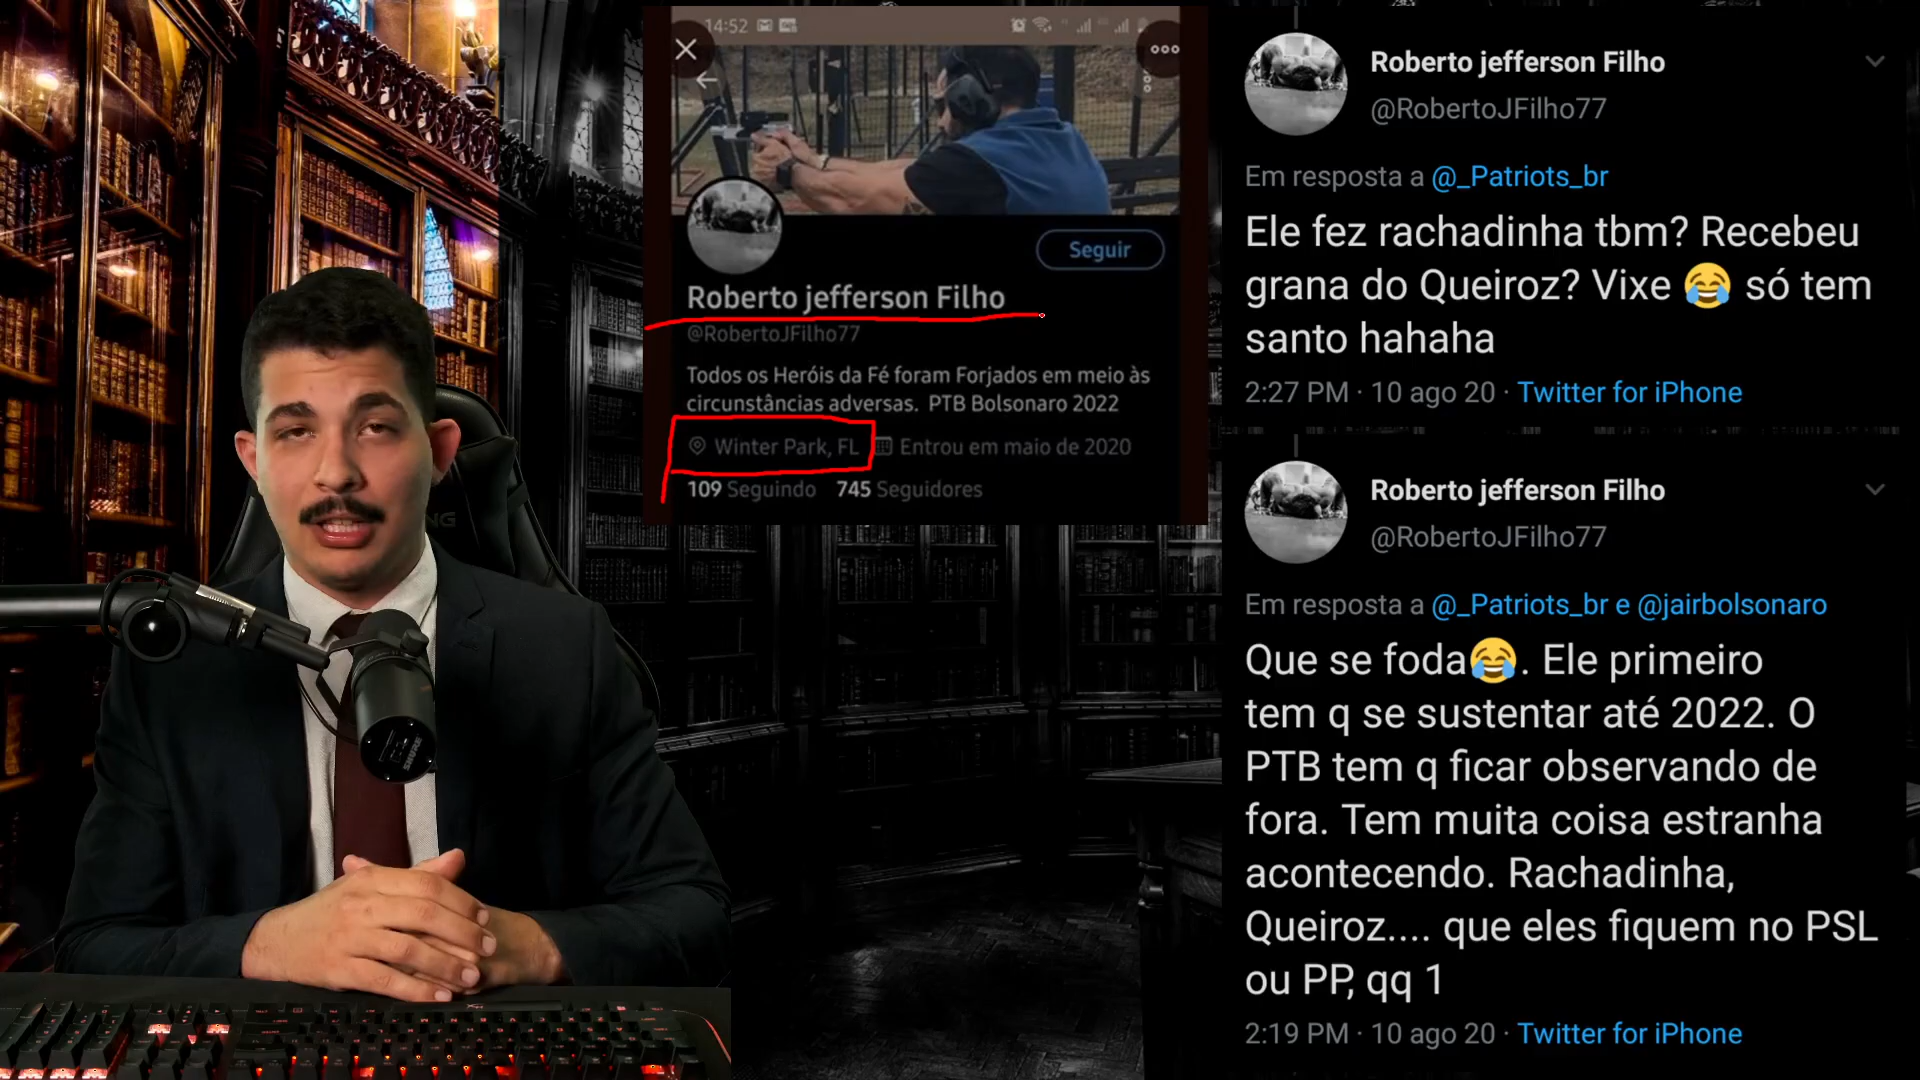 14:52
Seguir
Roberto jefferson Filho
@RobertoJFilho77
Todos os Heróis da Fé foram Forjados em meio às
circunstâncias adversas. PTB Bolsonaro 2022
Winter Park, FL Entrou em maio de 2020
109 Seguindo 745 Seguidores
Roberto jefferson Filho
@RobertoJFilho77
Em resposta a @_Patriots_br
Ele fez rachadinha tbm? Recebeu
grana do Queiroz? Vixe 😂 só tem
santo hahaha
2:27 PM · 10 ago 20 · Twitter for iPhone
Roberto jefferson Filho
@RobertoJFilho77
Em resposta a @_Patriots_br e @jairbolsonaro
Que se foda😂. Ele primeiro
tem q se sustentar até 2022. O
PTB tem q ficar observando de
fora. Tem muita coisa estranha
acontecendo. Rachadinha,
Queiroz.... que eles fiquem no PSL
ou PP, qq 1
2:19 PM · 10 ago 20 · Twitter for iPhone
SHURE